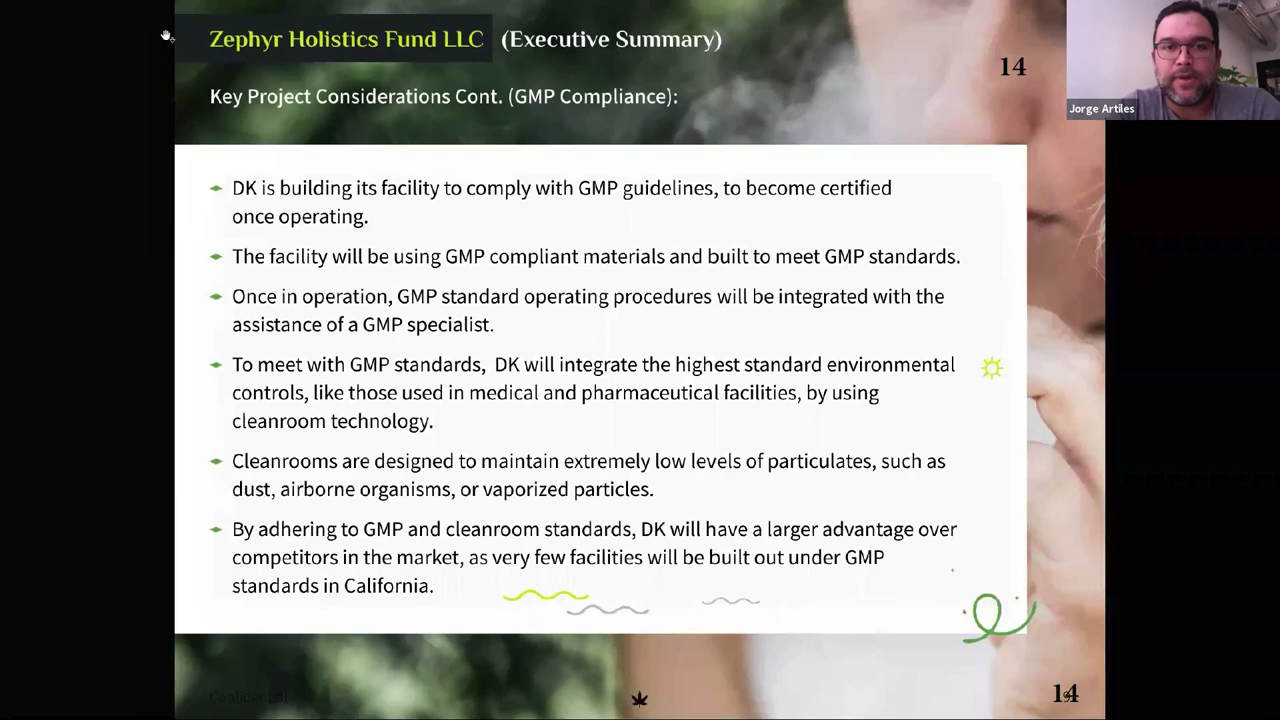 Zephyr Holistics Fund LLC (Executive Summary)
14
Jorge Artiles
Key Project Considerations Cont. (GMP Compliance):
DK is building its facility to comply with GMP guidelines, to become certified
once operating.
The facility will be using GMP compliant materials and built to meet GMP standards.
Once in operation, GMP standard operating procedures will be integrated with the
assistance of a GMP specialist.
To meet with GMP standards, DK will integrate the highest standard environmental
controls, like those used in medical and pharmaceutical facilities, by using
cleanroom technology.
Cleanrooms are designed to maintain extremely low levels of particulates, such as
dust, airborne organisms, or vaporized particles.
By adhering to GMP and cleanroom standards, DK will have a larger advantage over
competitors in the market, as very few facilities will be built out under GMP
standards in California.
Confidential
14